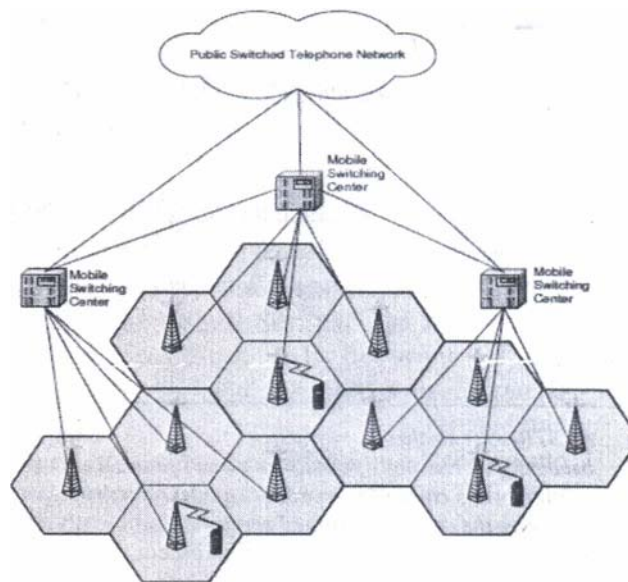 Public Switched Telephone Network
Mobile
Switching
Center
Mobile
Switching
Center
Mobile
Switching
Center